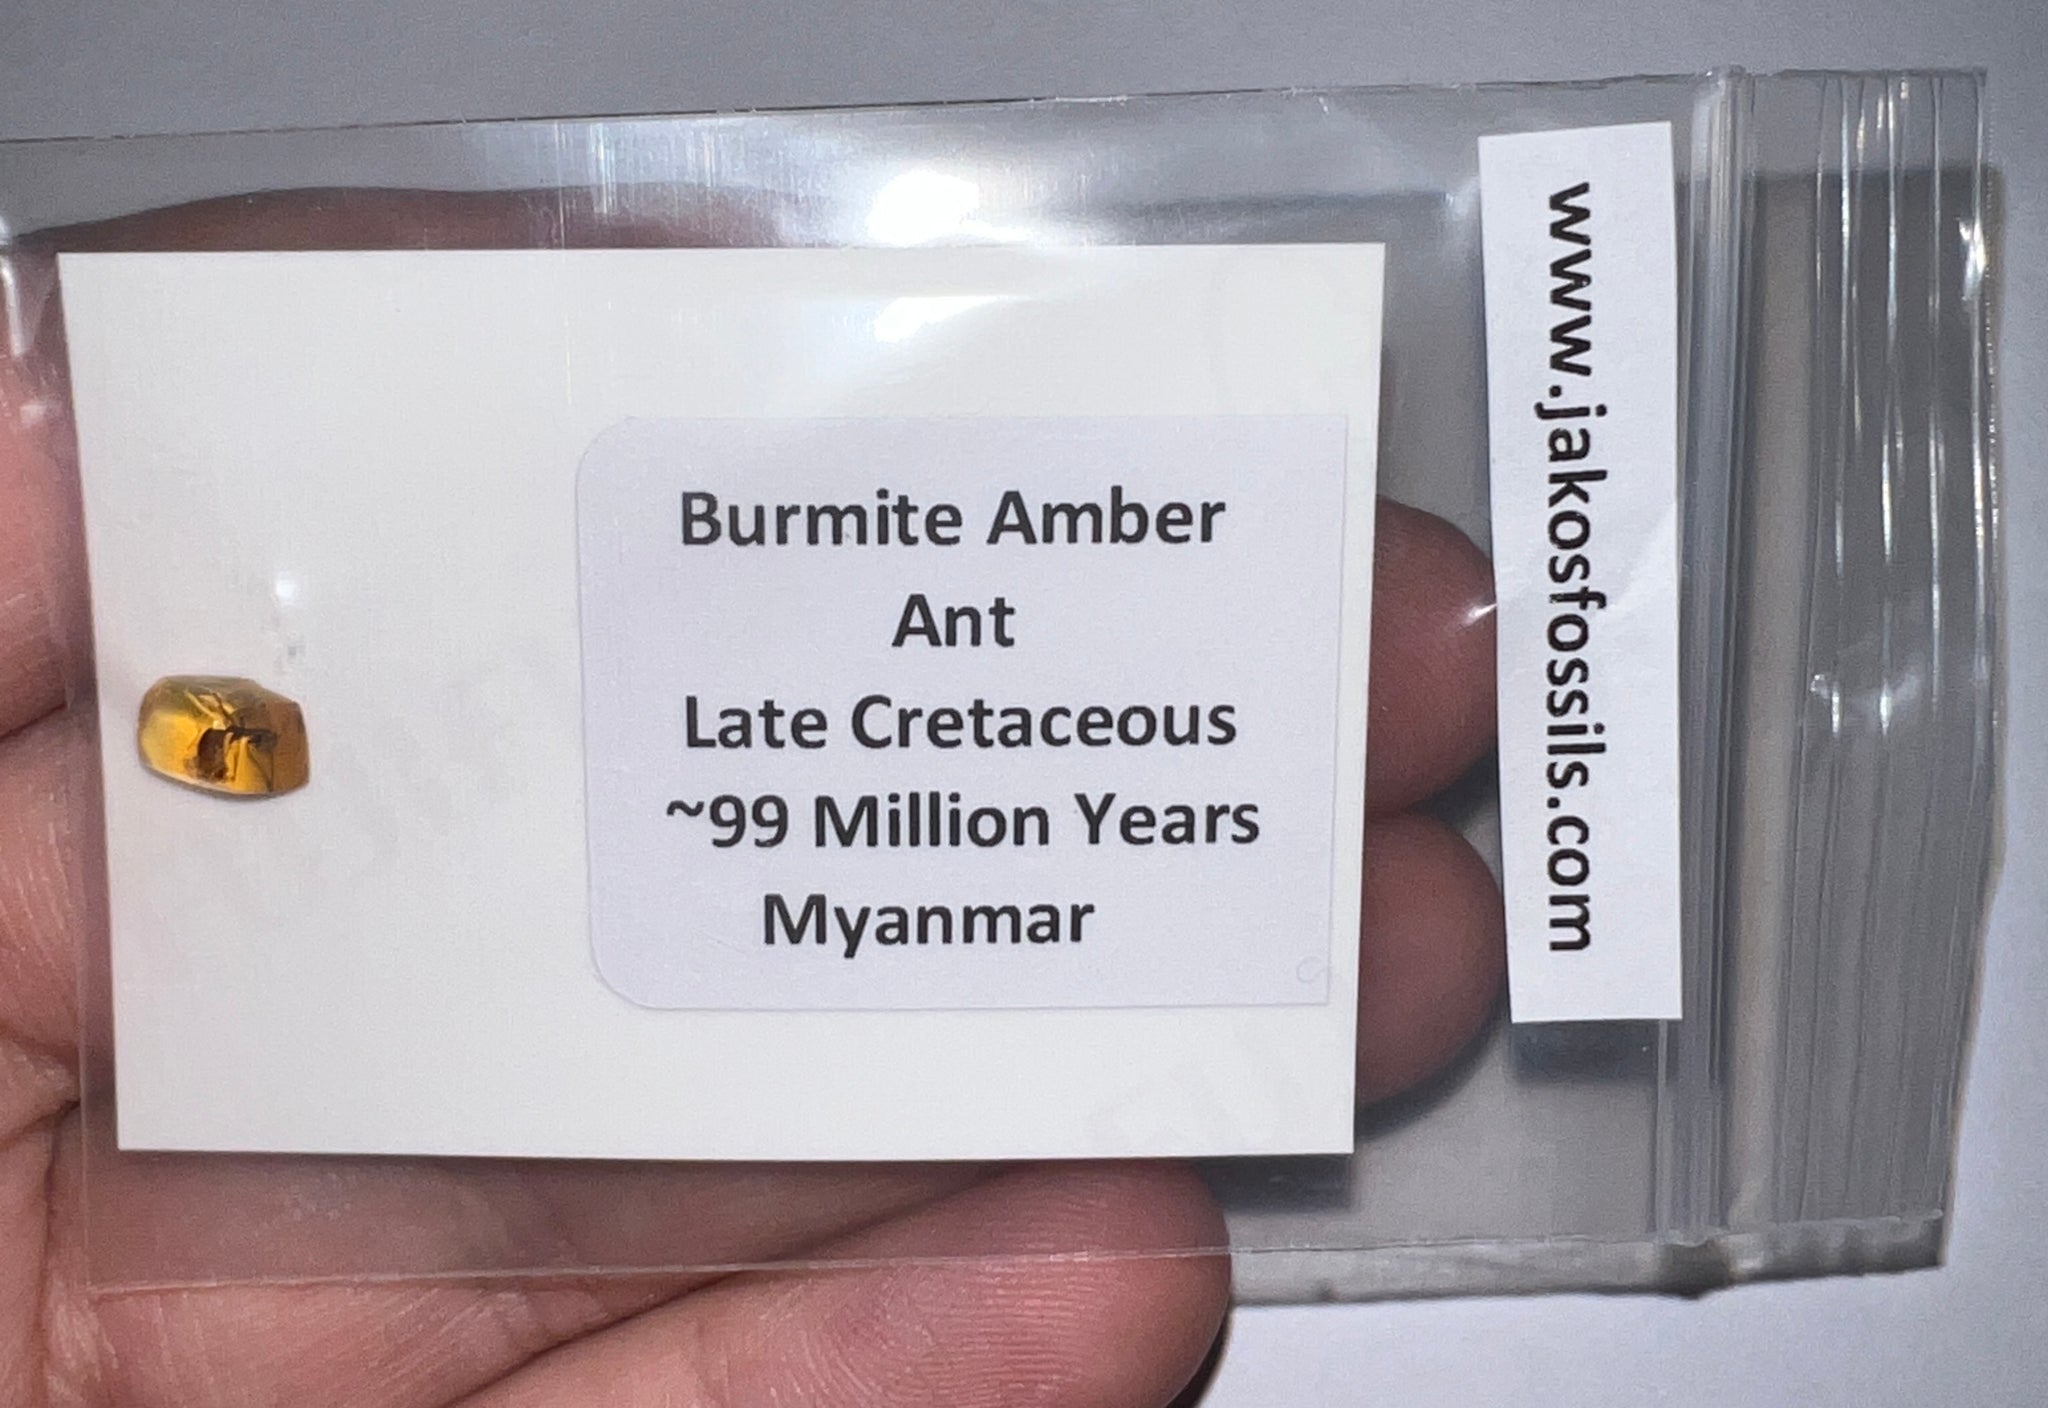 Burmite Amber
Ant
Late Cretaceous
~99 Million Years
Myanmar
www.jakosfossils.com